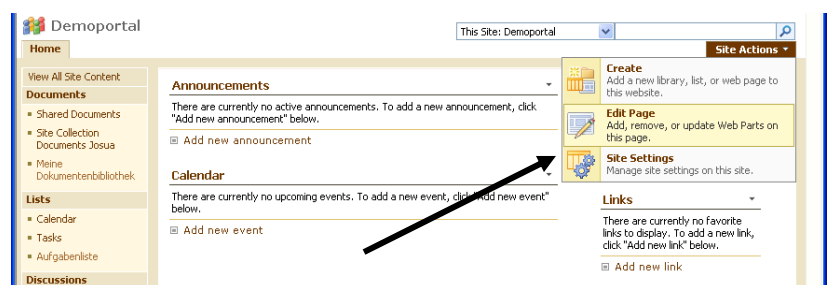 Demoportal
This Site: Demoportal
Home
Site Actions
View All Site Content
Documents
Shared Documents
Site Collection
Documents Josua
Meine
Dokumentenbibliothek
Lists
Calendar
Tasks
Aufgabenliste
Discussions
Announcements
There are currently no active announcements. To add a new announcement, click
"Add new announcement" below.
Add new announcement
Calendar
There are currently no upcoming events. To add a new event, click "Add new event"
below.
Add new event
Create
Add a new library, list, or web page to
this website.
Edit Page
Add, remove, or update Web Parts on
this page.
Site Settings
Manage site settings on this site.
Links
There are currently no favorite
links to display. To add a new link,
click "Add new link" below.
Add new link